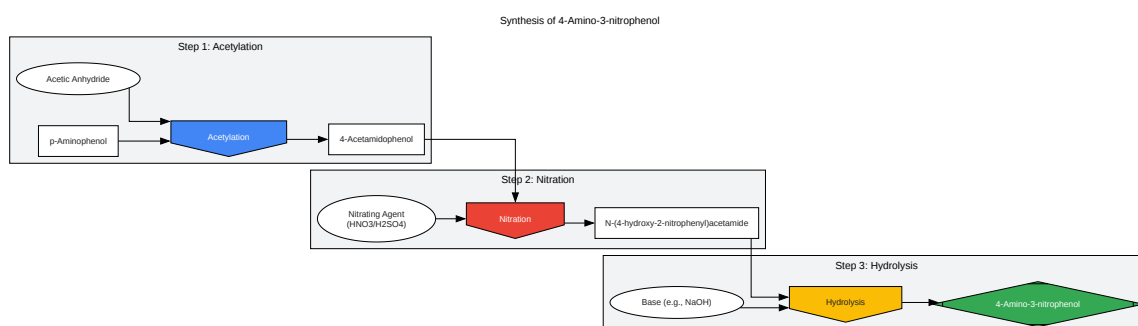 Synthesis of 4-Amino-3-nitrophenol
Step 1: Acetylation
Acetic Anhydride
p-Aminophenol
Acetylation
4-Acetamidophenol
Step 2: Nitration
Nitrating Agent
(HNO3/H2SO4)
Nitration
N-(4-hydroxy-2-nitrophenyl)acetamide
Step 3: Hydrolysis
Base (e.g., NaOH)
Hydrolysis
4-Amino-3-nitrophenol